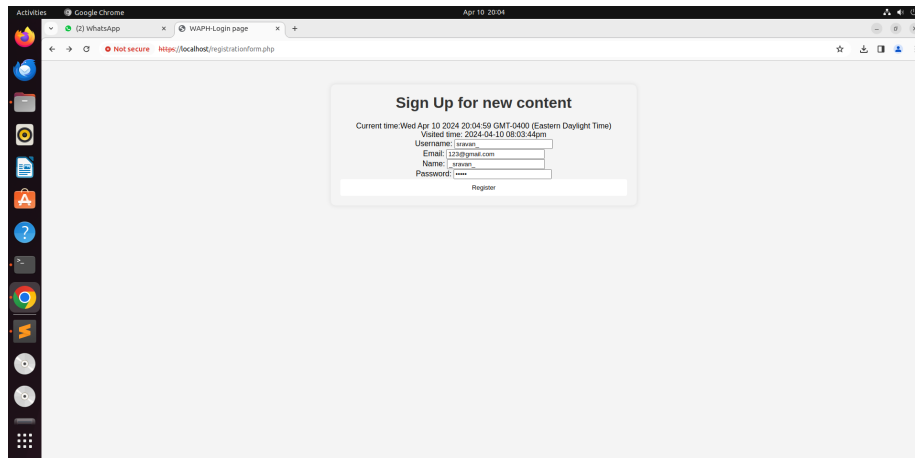 Activities Google Chrome Apr 10 20:04
(2) WhatsApp × WAPH-Login page × +
Not secure https://localhost/registrationform.php
Sign Up for new content
Current time:Wed Apr 10 2024 20:04:59 GMT-0400 (Eastern Daylight Time)
Visited time: 2024-04-10 08:03:44pm
Username: sravan_
Email: 123@gmail.com
Name: _sravan_
Password: •••••
Register